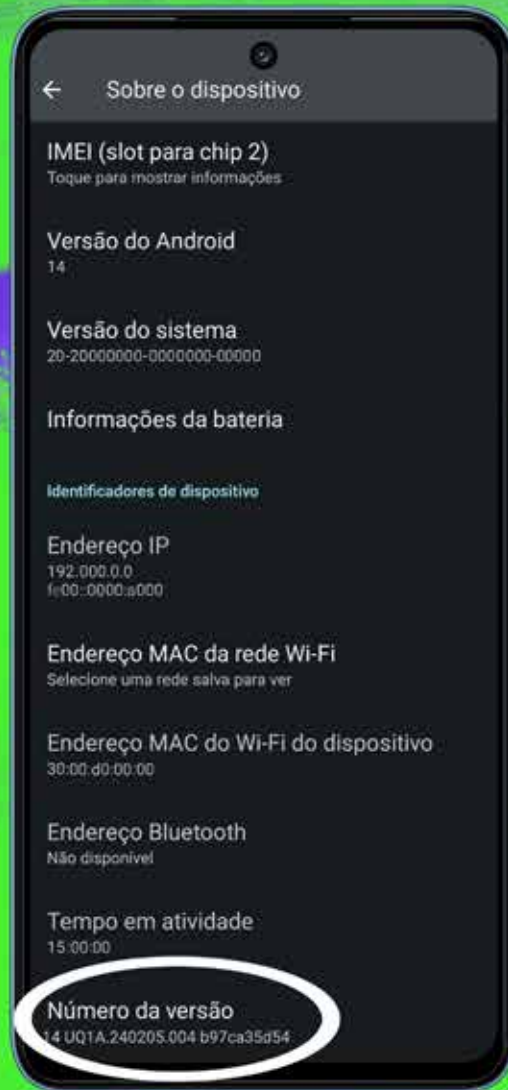 Sobre o dispositivo
IMEI (slot para chip 2)
Toque para mostrar informações
Versão do Android
14
Versão do sistema
20-20000000-0000000-00000
Informações da bateria
Identificadores de dispositivo
Endereço IP
192.000.0.0
fe00::0000:a000
Endereço MAC da rede Wi-Fi
Selecione uma rede salva para ver
Endereço MAC do Wi-Fi do dispositivo
30:00:d0:00:00
Endereço Bluetooth
Não disponível
Tempo em atividade
15:00:00
Número da versão
14 UQ1A.240205.004 b97ca35d54